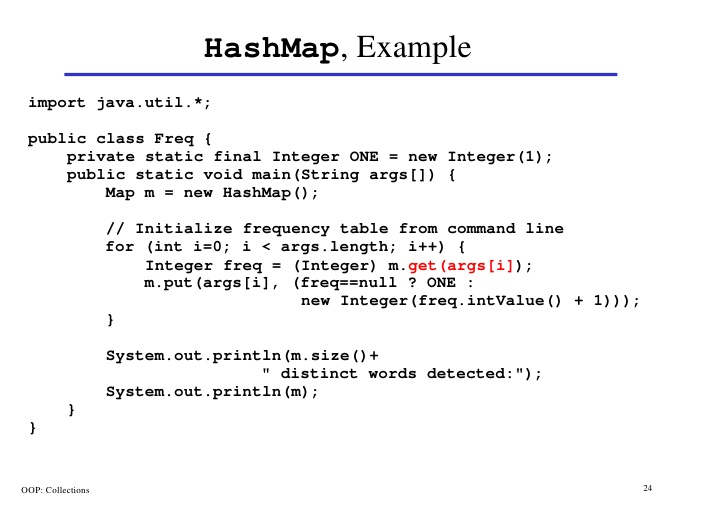 HashMap, Example
import java.util.*;
public class Freq {
    private static final Integer ONE = new Integer(1);
    public static void main(String args[]) {
        Map m = new HashMap();
        // Initialize frequency table from command line
        for (int i=0; i < args.length; i++) {
            Integer freq = (Integer) m.get(args[i]);
            m.put(args[i], (freq==null ? ONE :
                            new Integer(freq.intValue() + 1)));
        }
        System.out.println(m.size()+
                        " distinct words detected:");
        System.out.println(m);
    }
}
OOP: Collections
24